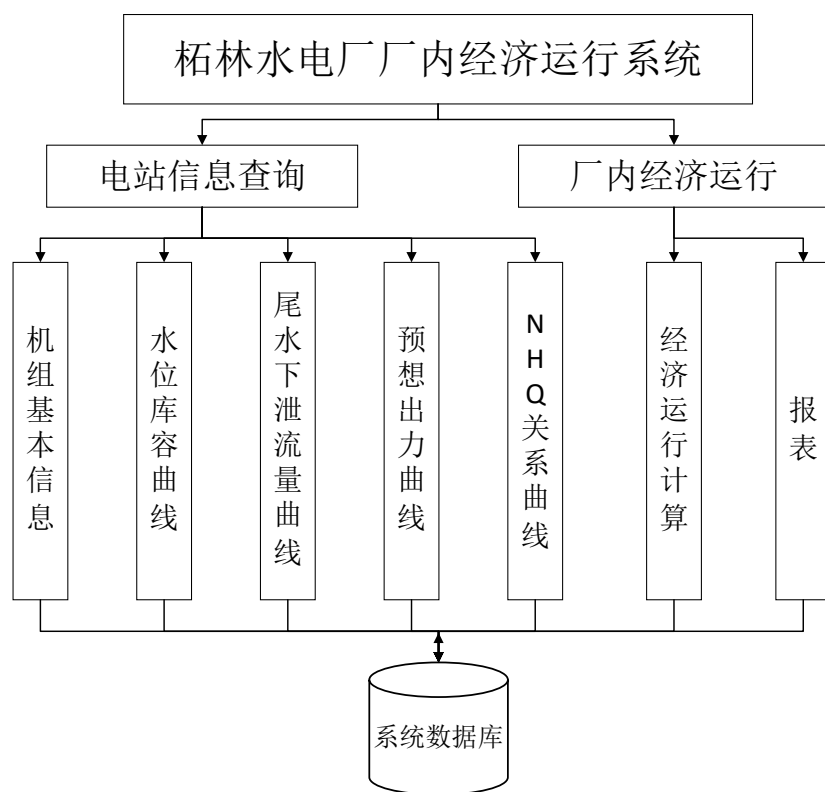 柘林水电厂厂内经济运行系统
电站信息查询
厂内经济运行
机组基本信息
水位库容曲线
尾水下泄流量曲线
预想出力曲线
NHQ关系曲线
经济运行计算
报表
系统数据库